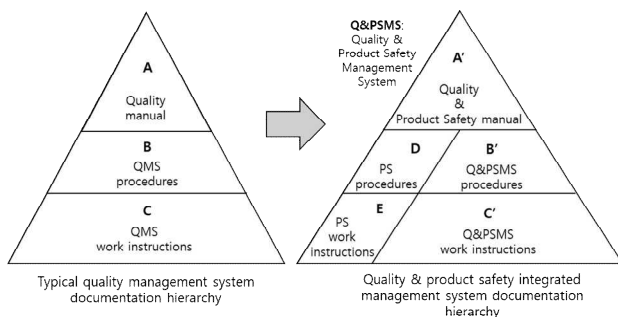 A
Quality
manual
B
QMS
procedures
C
QMS
work instructions
Typical quality management system
documentation hierarchy
Q&PSMS:
Quality &
Product Safety
Management
System
A’
Quality
&
Product Safety manual
D
PS
procedures
B’
Q&PSMS
procedures
E
PS
work
instructions
C’
Q&PSMS
work instructions
Quality & product safety integrated
management system documentation
hierarchy